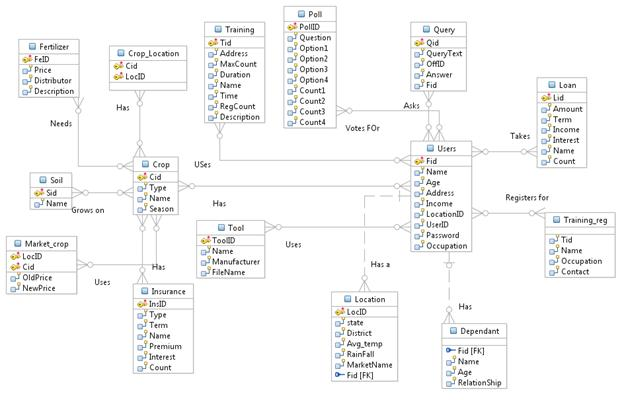 Fertilizer
FeID
Price
Distributor
Description
Crop_Location
Cid
LocID
Training
Tid
Address
MaxCount
Duration
Name
Time
RegCount
Description
Poll
PollID
Question
Option1
Option2
Option3
Option4
Count1
Count2
Count3
Count4
Query
Qid
QueryText
OffID
Answer
Fid
Loan
Lid
Amount
Term
Income
Interest
Name
Count
Needs
Has
USes
Votes FOr
Asks
Takes
Soil
Sid
Name
Grows on
Crop
Cid
Type
Name
Season
Has
Users
Fid
Name
Age
Address
Income
LocationID
UserID
Password
Occupation
Registers for
Training_reg
Tid
Name
Occupation
Contact
Market_crop
LocID
Cid
OldPrice
NewPrice
Uses
Has
Tool
ToolID
Name
Manufacturer
FileName
Uses
Has a
Insurance
InsID
Type
Term
Name
Premium
Interest
Count
Location
LocID
state
District
Avg_temp
RainFall
MarketName
Fid [FK]
Has
Dependant
Fid [FK]
Name
Age
RelationShip